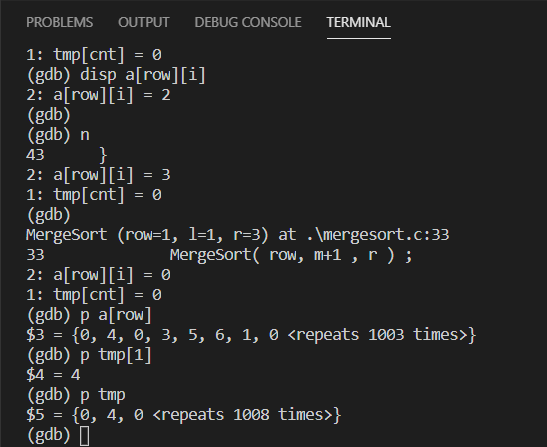 PROBLEMS OUTPUT DEBUG CONSOLE TERMINAL
1: tmp[cnt] = 0
(gdb) disp a[row][i]
2: a[row][i] = 2
(gdb)
(gdb) n
43      }
2: a[row][i] = 3
1: tmp[cnt] = 0
(gdb)
MergeSort (row=1, l=1, r=3) at .\mergesort.c:33
33              MergeSort( row, m+1 , r ) ;
2: a[row][i] = 0
1: tmp[cnt] = 0
(gdb) p a[row]
$3 = {0, 4, 0, 3, 5, 6, 1, 0 <repeats 1003 times>}
(gdb) p tmp[1]
$4 = 4
(gdb) p tmp
$5 = {0, 4, 0 <repeats 1008 times>}
(gdb)